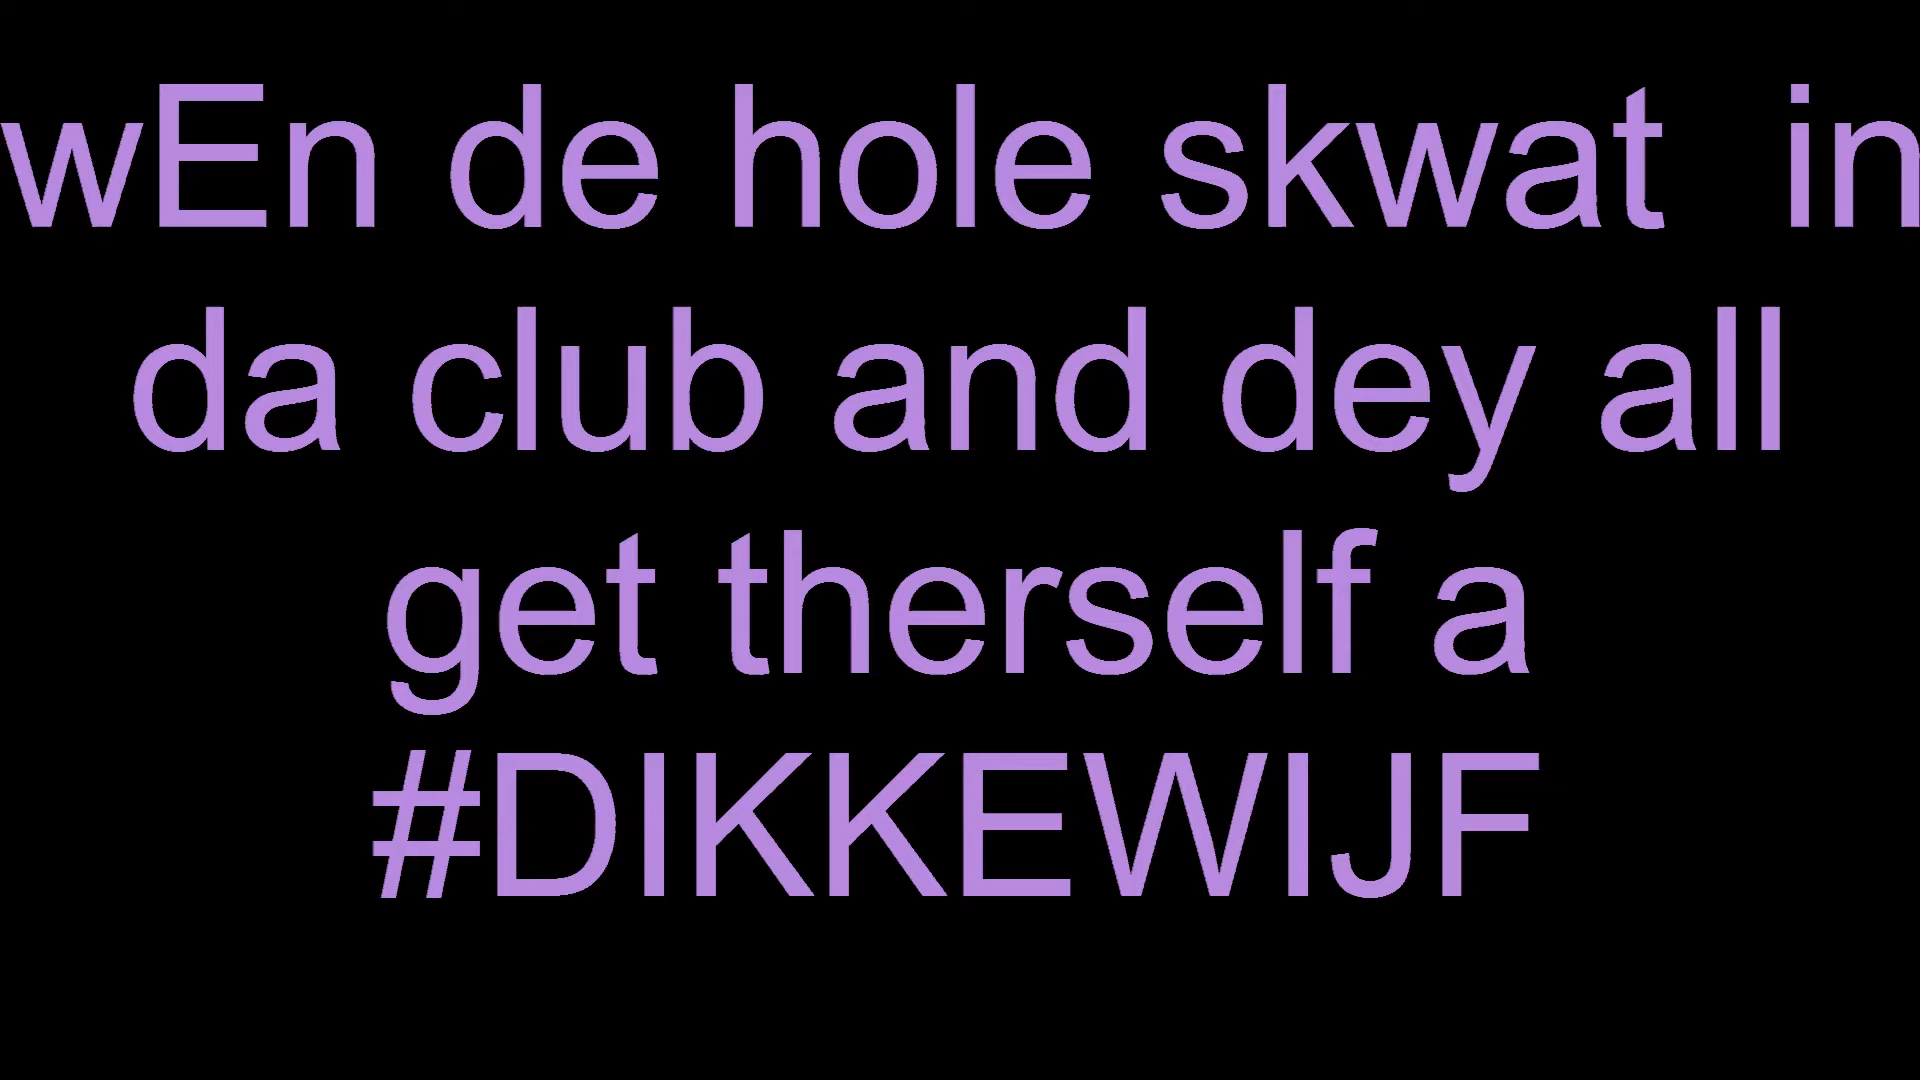 wEn de hole skwat  in
da club and dey all
get therself a
#DIKKEWIJF